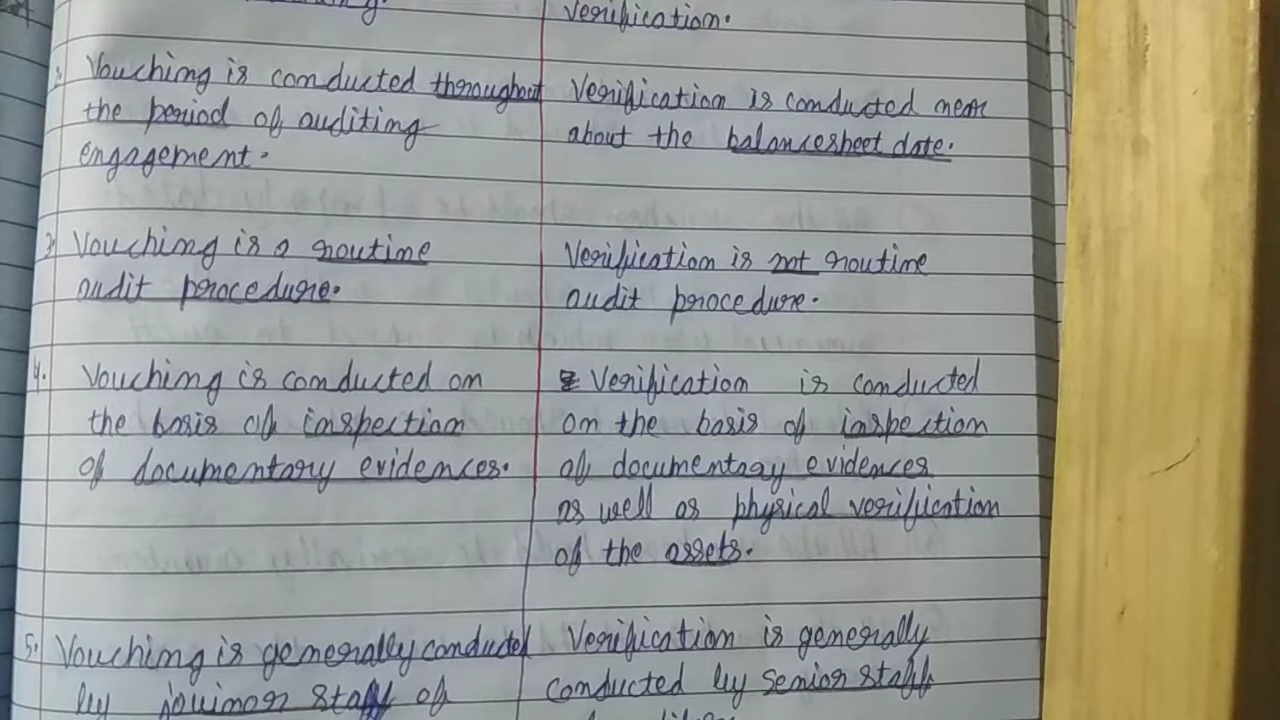 verification.
2. Vouching is conducted throughout
the period of auditing
engagement.
Verification is conducted near
about the balancesheet date.
3. Vouching is a routine
audit procedure.
Verification is not routine
audit procedure.
4. Vouching is conducted on
the basis of inspection
of documentary evidences.
Verification is conducted
on the basis of inspection
of documentary evidences
as well as physical verification
of the assets.
5. Vouching is generally conducted
by jouinor staff of
Verification is generally
conducted by senior staff